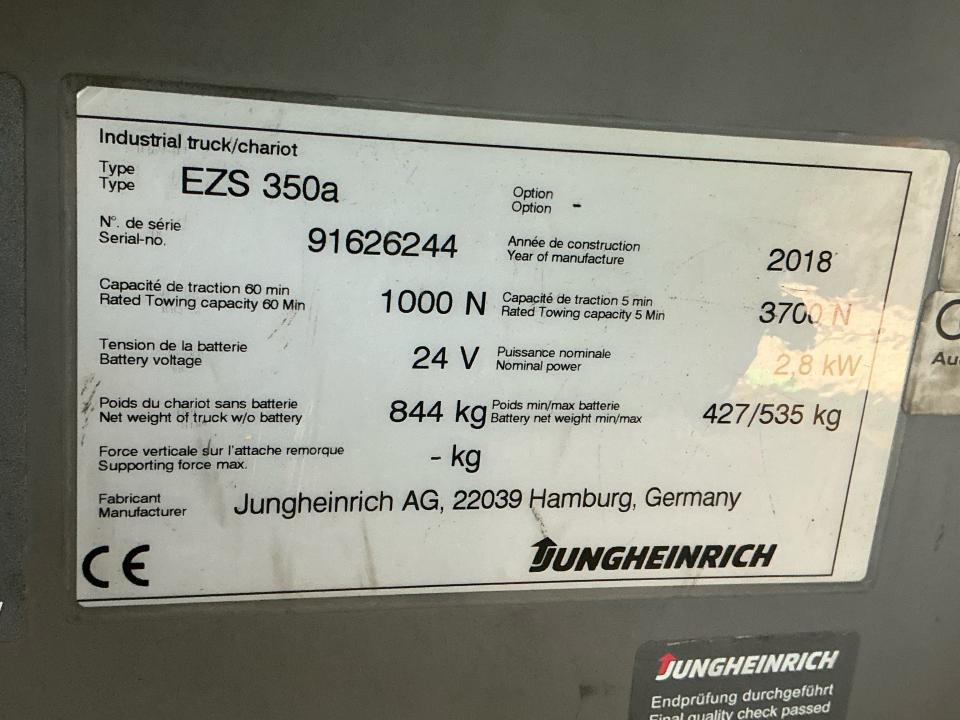 Industrial truck/chariot
Type
Type
EZS 350a
Option
Option
-
N°. de série
Serial-no.
91626244
Année de construction
Year of manufacture
2018
Capacité de traction 60 min
Rated Towing capacity 60 Min
1000 N
Capacité de traction 5 min
Rated Towing capacity 5 Min
3700 N
Tension de la batterie
Battery voltage
24 V
Puissance nominale
Nominal power
2,8 kW
Poids du chariot sans batterie
Net weight of truck w/o battery
844 kg
Poids min/max batterie
Battery net weight min/max
427/535 kg
Force verticale sur l'attache remorque
Supporting force max.
- kg
Fabricant
Manufacturer
Jungheinrich AG, 22039 Hamburg, Germany
CE
JUNGHEINRICH
JUNGHEINRICH
Endprüfung durchgeführt
Final quality check passed